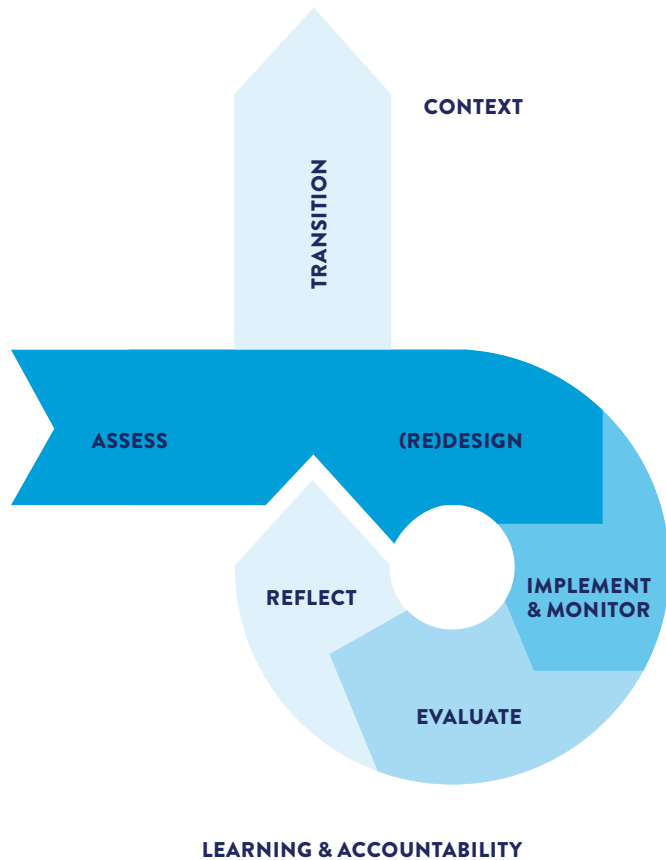 CONTEXT
TRANSITION
ASSESS
(RE)DESIGN
IMPLEMENT
& MONITOR
REFLECT
EVALUATE
LEARNING & ACCOUNTABILITY